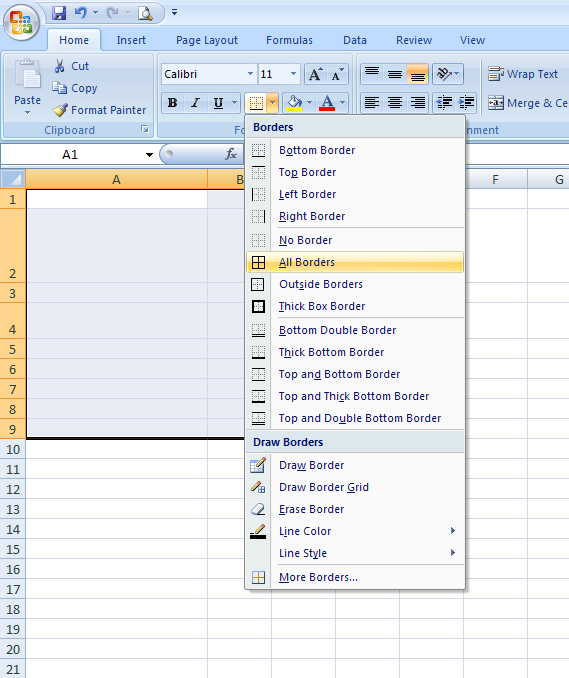 Home Insert Page Layout Formulas Data Review View
Cut
Copy
Format Painter
Paste
Clipboard
Calibri 11 A A
B I U A
Wrap Text
Merge & Ce
A1 fx
A B F G
Borders
Bottom Border
Top Border
Left Border
Right Border
No Border
All Borders
Outside Borders
Thick Box Border
Bottom Double Border
Thick Bottom Border
Top and Bottom Border
Top and Thick Bottom Border
Top and Double Bottom Border
Draw Borders
Draw Border
Draw Border Grid
Erase Border
Line Color
Line Style
More Borders...
1
2
3
4
5
6
7
8
9
10
11
12
13
14
15
16
17
18
19
20
21